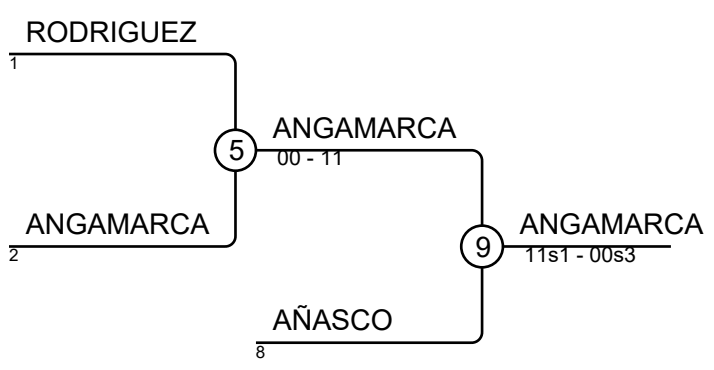 RODRIGUEZ
1
ANGAMARCA
5
00 - 11
ANGAMARCA
2
ANGAMARCA
9
11s1 - 00s3
AÑASCO
8